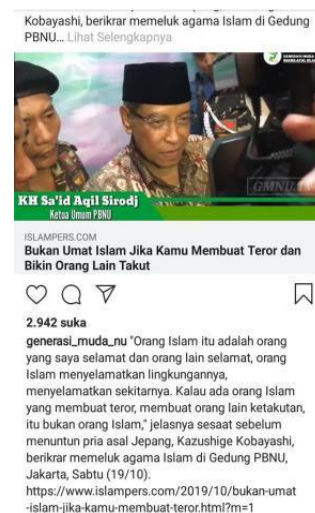 Kobayashi, berikrar memeluk agama Islam di Gedung
PBNU... Lihat Selengkapnya
GENERASI MUDA
GMNU.TV
KH Sa'id Aqil Sirodj
Ketua Umum PBNU
ISLAMPERS.COM
Bukan Umat Islam Jika Kamu Membuat Teror dan
Bikin Orang Lain Takut
2.942 suka
generasi_muda_nu "Orang Islam itu adalah orang
yang saya selamat dan orang lain selamat, orang
Islam menyelamatkan lingkungannya,
menyelamatkan sekitarnya. Kalau ada orang Islam
yang membuat teror, membuat orang lain ketakutan,
itu bukan orang Islam," jelasnya sesaat sebelum
menuntun pria asal Jepang, Kazushige Kobayashi,
berikrar memeluk agama Islam di Gedung PBNU,
Jakarta, Sabtu (19/10).
https://www.islampers.com/2019/10/bukan-umat
-islam-jika-kamu-membuat-teror.html?m=1